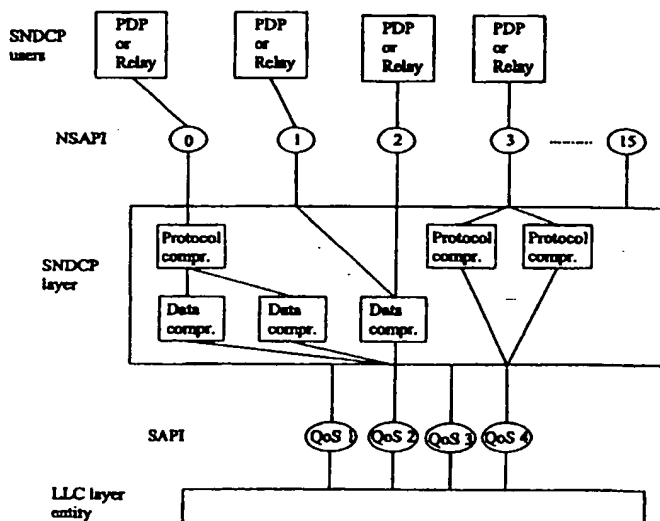 SNDCP
users
PDP
or
Relay
PDP
or
Relay
PDP
or
Relay
PDP
or
Relay
NSAPI
0
1
2
3
15
SNDCP
layer
Protocol
compr.
Protocol
compr.
Protocol
compr.
Data
compr.
Data
compr.
Data
compr.
SAPI
QoS 1
QoS 2
QoS 3
QoS 4
LLC layer
entity